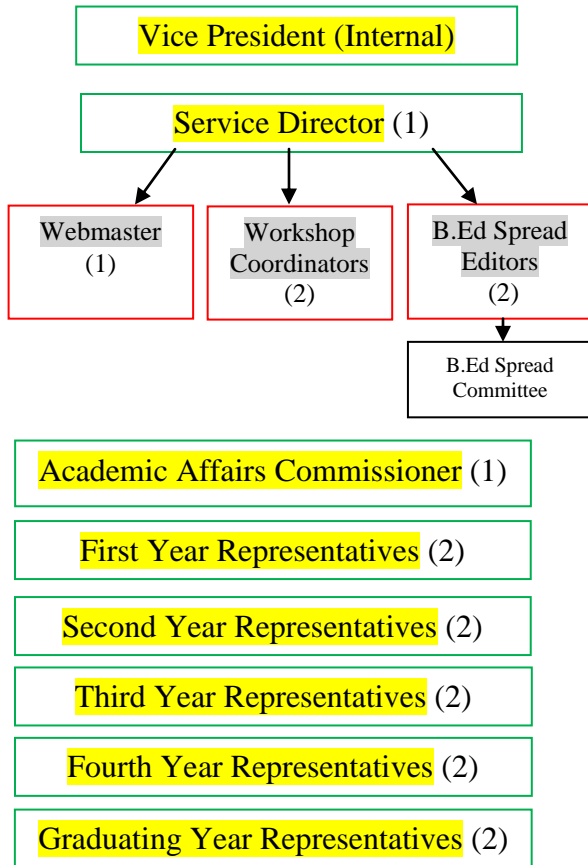 Vice President (Internal)
Service Director (1)
Webmaster
(1)
Workshop
Coordinators
(2)
B.Ed Spread
Editors
(2)
B.Ed Spread
Committee
Academic Affairs Commissioner (1)
First Year Representatives (2)
Second Year Representatives (2)
Third Year Representatives (2)
Fourth Year Representatives (2)
Graduating Year Representatives (2)